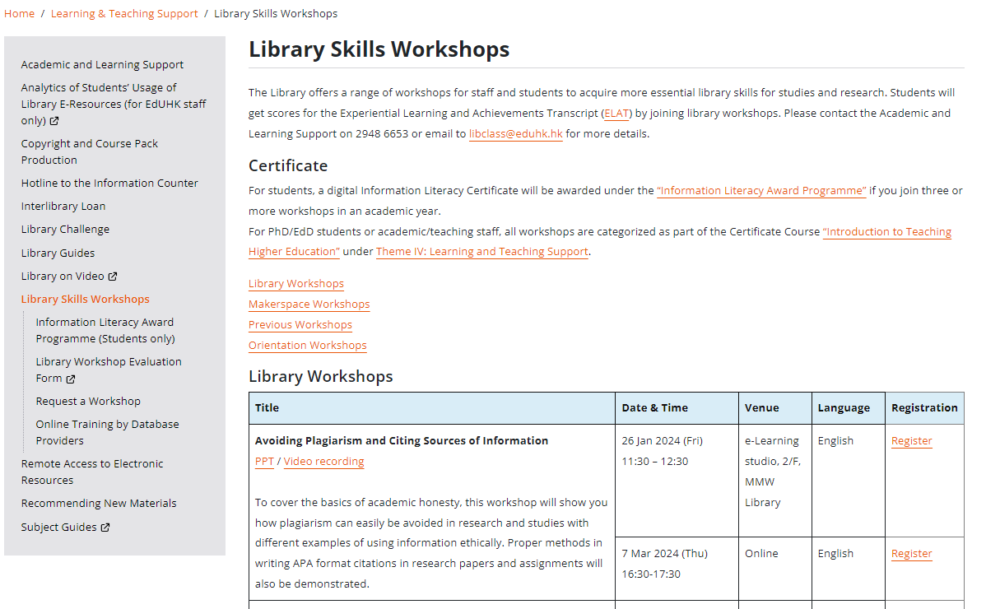 Home / Learning & Teaching Support / Library Skills Workshops
Academic and Learning Support
Analytics of Students’ Usage of
Library E-Resources (for EdUHK staff
only)
Copyright and Course Pack
Production
Hotline to the Information Counter
Interlibrary Loan
Library Challenge
Library Guides
Library on Video
Library Skills Workshops
Information Literacy Award
Programme (Students only)
Library Workshop Evaluation
Form
Request a Workshop
Online Training by Database
Providers
Remote Access to Electronic
Resources
Recommending New Materials
Subject Guides
Library Skills Workshops
The Library offers a range of workshops for staff and students to acquire more essential library skills for studies and research. Students will
get scores for the Experiential Learning and Achievements Transcript (ELAT) by joining library workshops. Please contact the Academic and
Learning Support on 2948 6653 or email to libclass@eduhk.hk for more details.
Certificate
For students, a digital Information Literacy Certificate will be awarded under the “Information Literacy Award Programme” if you join three or
more workshops in an academic year.
For PhD/EdD students or academic/teaching staff, all workshops are categorized as part of the Certificate Course “Introduction to Teaching
Higher Education” under Theme IV: Learning and Teaching Support.
Library Workshops
Makerspace Workshops
Previous Workshops
Orientation Workshops
Library Workshops
Title Date & Time Venue Language Registration
Avoiding Plagiarism and Citing Sources of Information
PPT / Video recording
To cover the basics of academic honesty, this workshop will show you
how plagiarism can easily be avoided in research and studies with
different examples of using information ethically. Proper methods in
writing APA format citations in research papers and assignments will
also be demonstrated.
26 Jan 2024 (Fri)
11:30 – 12:30
e-Learning
studio, 2/F,
MMW
Library
English
Register
7 Mar 2024 (Thu)
16:30-17:30
Online
English
Register